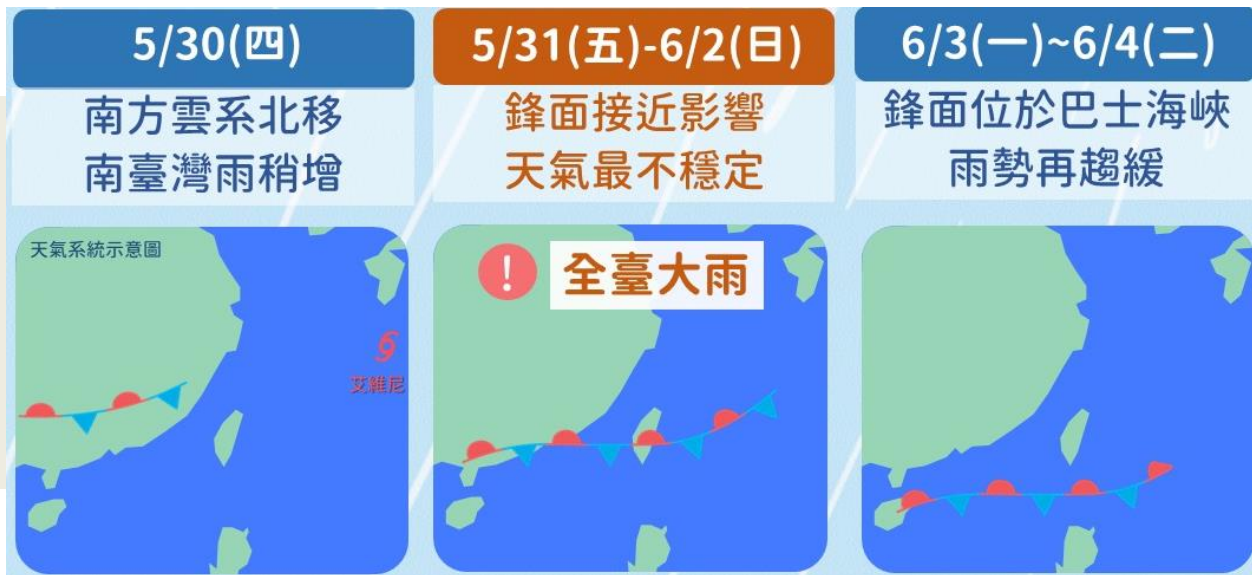 5/30(四)
南方雲系北移
南臺灣雨稍增
天氣系統示意圖
艾維尼
5/31(五)-6/2(日)
鋒面接近影響
天氣最不穩定
!
全臺大雨
6/3(一)~6/4(二)
鋒面位於巴士海峽
雨勢再趨緩